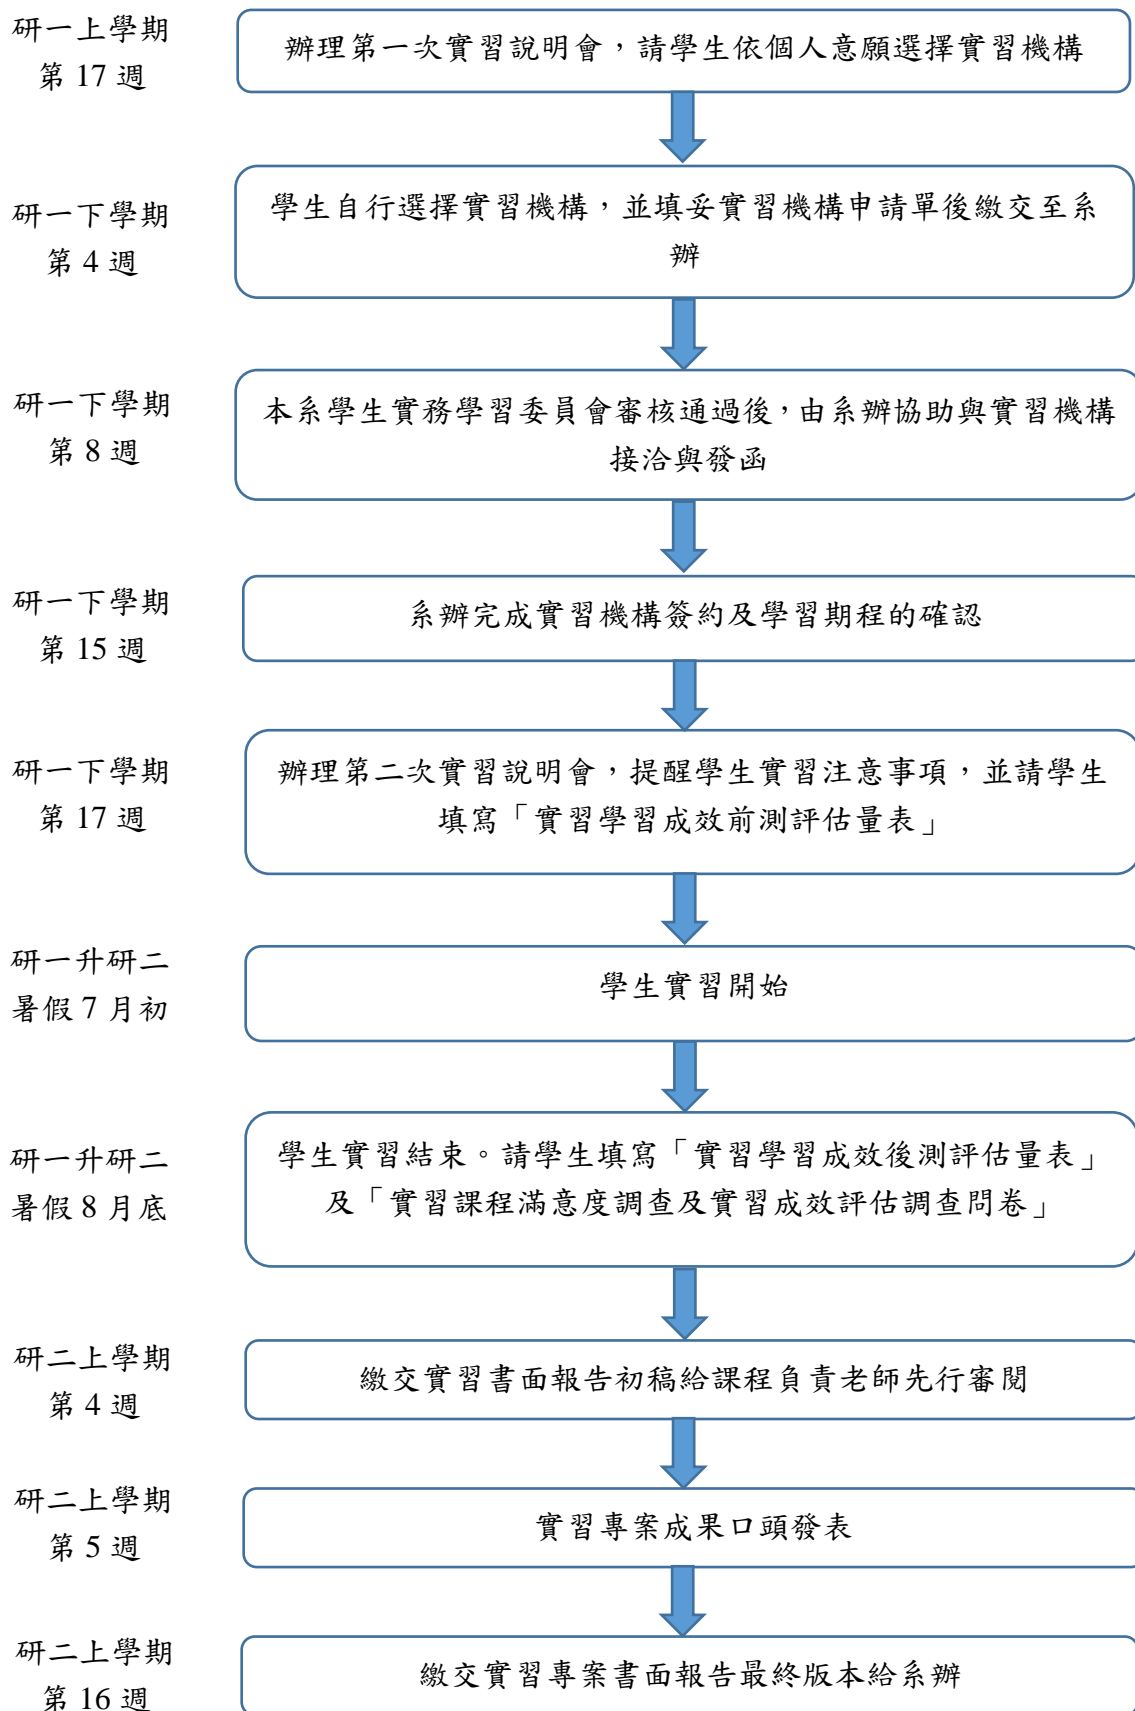 研一上學期
第 17 週
辦理第一次實習說明會，請學生依個人意願選擇實習機構
研一下學期
第 4 週
學生自行選擇實習機構，並填妥實習機構申請單後繳交至系
辦
研一下學期
第 8 週
本系學生實務學習委員會審核通過後，由系辦協助與實習機構
接洽與發函
研一下學期
第 15 週
系辦完成實習機構簽約及學習期程的確認
研一下學期
第 17 週
辦理第二次實習說明會，提醒學生實習注意事項，並請學生
填寫「實習學習成效前測評估量表」
研一升研二
暑假 7 月初
學生實習開始
研一升研二
暑假 8 月底
學生實習結束。請學生填寫「實習學習成效後測評估量表」
及「實習課程滿意度調查及實習成效評估調查問卷」
研二上學期
第 4 週
繳交實習書面報告初稿給課程負責老師先行審閱
研二上學期
第 5 週
實習專案成果口頭發表
研二上學期
第 16 週
繳交實習專案書面報告最終版本給系辦